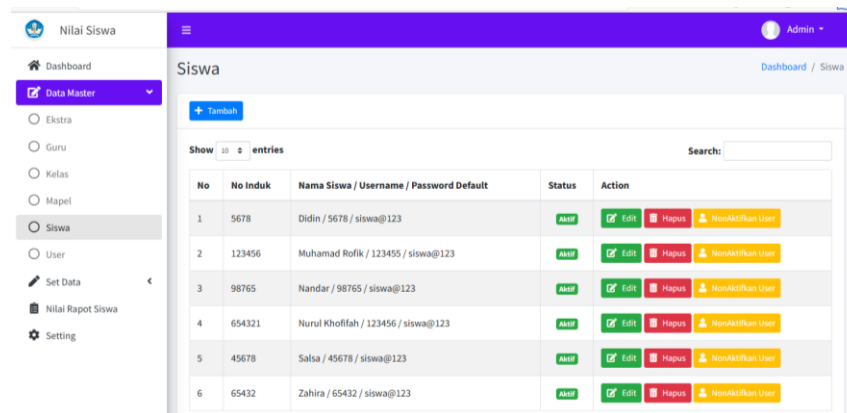 Nilai Siswa
Admin
Dashboard
Siswa
Dashboard / Siswa
Data Master
Tambah
Ekstra
Guru
Show 10 entries
Search:
Kelas
No No Induk Nama Siswa / Username / Password Default Status Action
Mapel
Siswa
1 5678 Didin / 5678 / siswa@123 Aktif Edit Hapus NonAktifkan User
User
2 123456 Muhamad Rofik / 123455 / siswa@123 Aktif Edit Hapus NonAktifkan User
Set Data
3 98765 Nandar / 98765 / siswa@123 Aktif Edit Hapus NonAktifkan User
Nilai Rapot Siswa
4 654321 Nurul Khofifah / 123456 / siswa@123 Aktif Edit Hapus NonAktifkan User
Setting
5 45678 Salsa / 45678 / siswa@123 Aktif Edit Hapus NonAktifkan User
6 65432 Zahira / 65432 / siswa@123 Aktif Edit Hapus NonAktifkan User